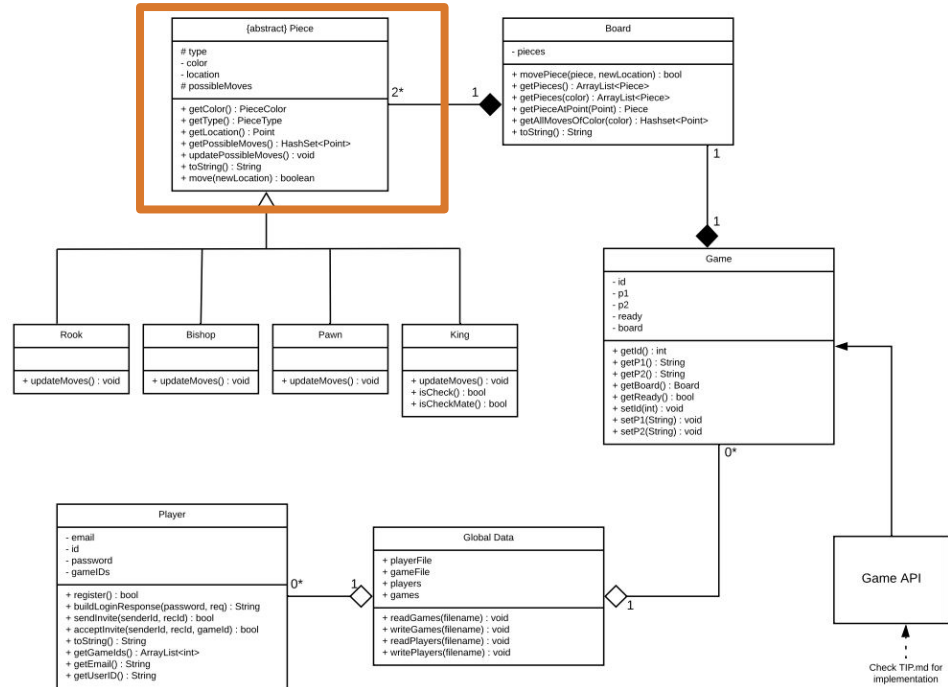 {abstract} Piece
# type
- color
- location
# possibleMoves
+ getColor() : PieceColor
+ getType() : PieceType
+ getLocation() : Point
+ getPossibleMoves() : HashSet<Point>
+ updatePossibleMoves() : void
+ toString() : String
+ move(newLocation) : boolean
2*
1
Board
- pieces
+ movePiece(piece, newLocation) : bool
+ getPieces() : ArrayList<Piece>
+ getPieces(color) : ArrayList<Piece>
+ getPieceAtPoint(Point) : Piece
+ getAllMovesOfColor(color) : Hashset<Point>
+ toString() : String
1
1
Game
- id
- p1
- p2
- ready
- board
+ getId() : int
+ getP1() : String
+ getP2() : String
+ getBoard() : Board
+ getReady() : bool
+ setId(int) : void
+ setP1(String) : void
+ setP2(String) : void
0*
Rook
+ updateMoves() : void
Bishop
+ updateMoves() : void
Pawn
+ updateMoves() : void
King
+ updateMoves() : void
+ isCheck() : bool
+ isCheckMate() : bool
Player
- email
- id
- password
- gameIDs
+ register() : bool
+ buildLoginResponse(password, req) : String
+ sendInvite(senderId, recId) : bool
+ acceptInvite(senderId, recId, gameId) : bool
+ toString() : String
+ getGameIds() : ArrayList<int>
+ getEmail() : String
+ getUserID() : String
0*
1
Global Data
+ playerFile
+ gameFile
+ players
+ games
+ readGames(filename) : void
+ writeGames(filename) : void
+ readPlayers(filename) : void
+ writePlayers(filename) : void
1
Game API
Check TIP.md for
implementation